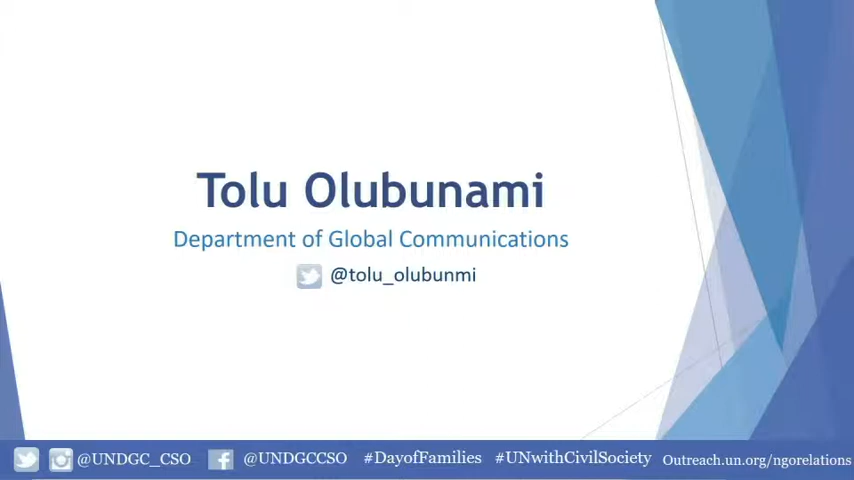 Tolu Olubunami
Department of Global Communications
@tolu_olubunmi
@UNDGC_CSO @UNDGCCSO #DayofFamilies #UNwithCivilSociety Outreach.un.org/ngorelations